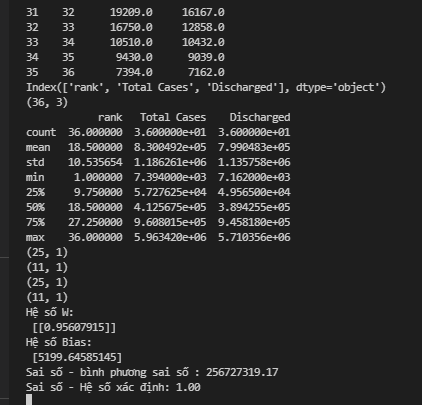 31    32     19209.0    16167.0
32    33     16750.0    12858.0
33    34     10510.0    10432.0
34    35      9430.0     9039.0
35    36      7394.0     7162.0
Index(['rank', 'Total Cases', 'Discharged'], dtype='object')
(36, 3)
            rank   Total Cases    Discharged
count  36.000000  3.600000e+01  3.600000e+01
mean   18.500000  8.300492e+05  7.990483e+05
std    10.535654  1.186261e+06  1.135758e+06
min     1.000000  7.394000e+03  7.162000e+03
25%     9.750000  5.727625e+04  4.956500e+04
50%    18.500000  4.125675e+05  3.894255e+05
75%    27.250000  9.608015e+05  9.458180e+05
max    36.000000  5.963420e+06  5.710356e+06
(25, 1)
(11, 1)
(25, 1)
(11, 1)
Hệ số W:
 [[0.95607915]]
Hệ số Bias:
 [5199.64585145]
Sai số - bình phương sai số : 256727319.17
Sai số - Hệ số xác định: 1.00